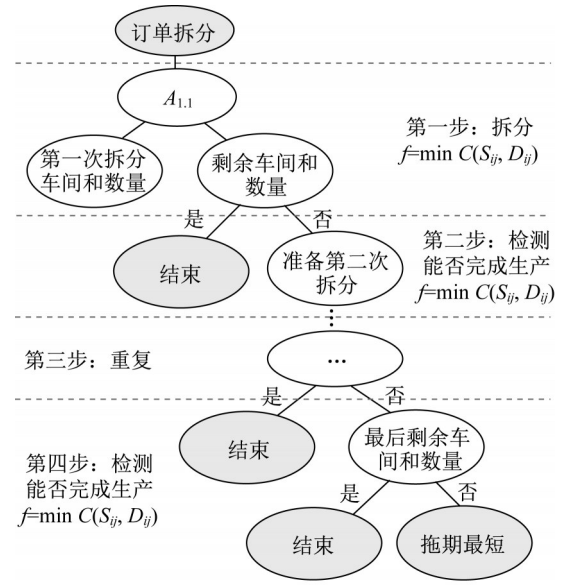 订单拆分
A1.1
第一次拆分
车间和数量
剩余车间和
数量
第一步：拆分
f=min C(Sij, Dij)
是
否
结束
准备第二次
拆分
第二步：检测
能否完成生产
f=min C(Sij, Dij)
⋮
第三步：重复
…
是
否
结束
最后剩余车
间和数量
第四步：检测
能否完成生产
f=min C(Sij, Dij)
是
否
结束
拖期最短